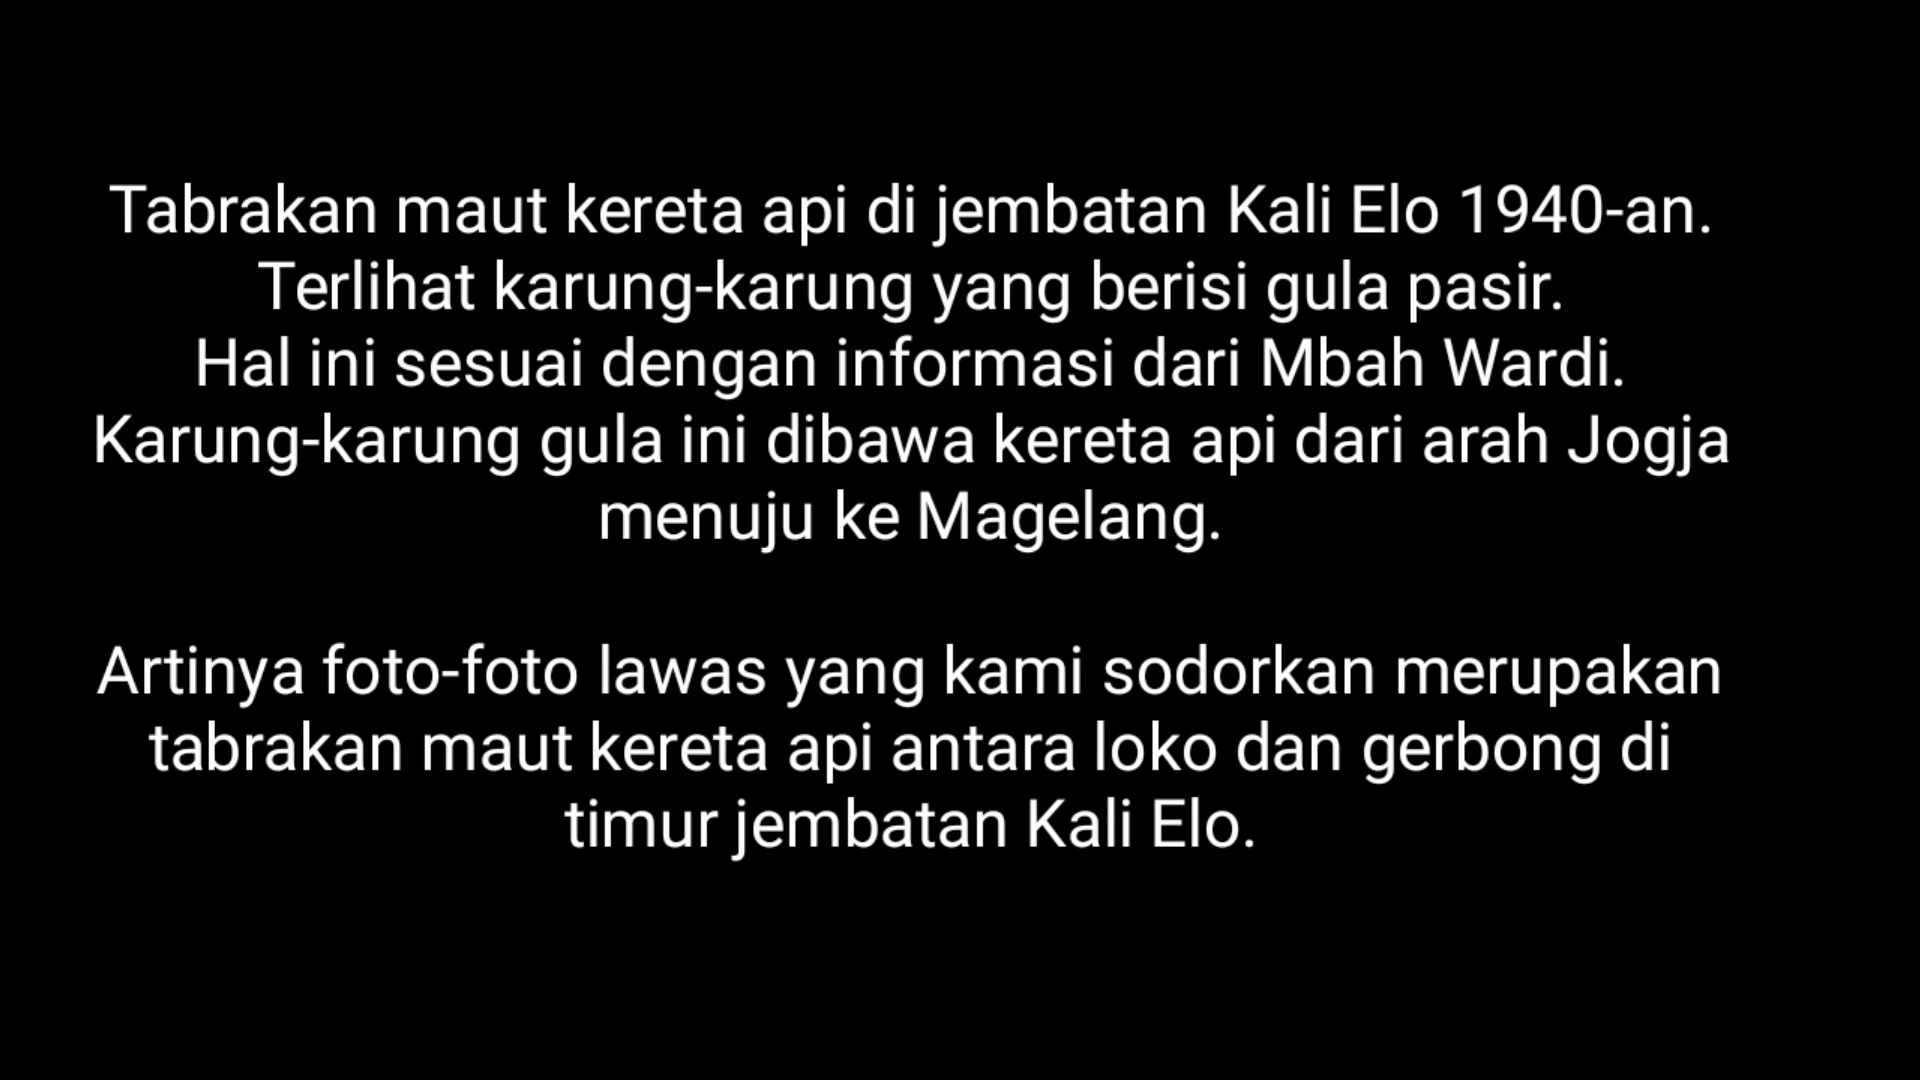 Tabrakan maut kereta api di jembatan Kali Elo 1940-an.
Terlihat karung-karung yang berisi gula pasir.
Hal ini sesuai dengan informasi dari Mbah Wardi.
Karung-karung gula ini dibawa kereta api dari arah Jogja
menuju ke Magelang.
Artinya foto-foto lawas yang kami sodorkan merupakan
tabrakan maut kereta api antara loko dan gerbong di
timur jembatan Kali Elo.